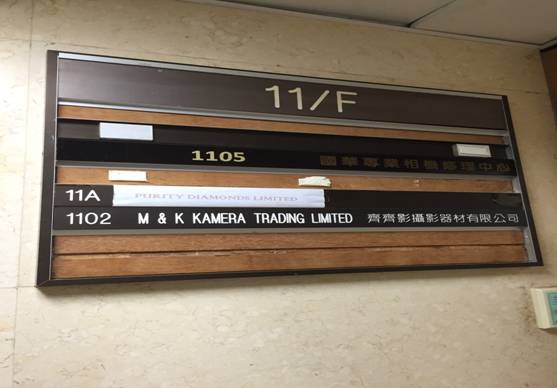 11/F
1105 國華專業相機修理中心
11A PURITY DIAMONDS LIMITED
1102 M & K KAMERA TRADING LIMITED 齊齊影攝影器材有限公司